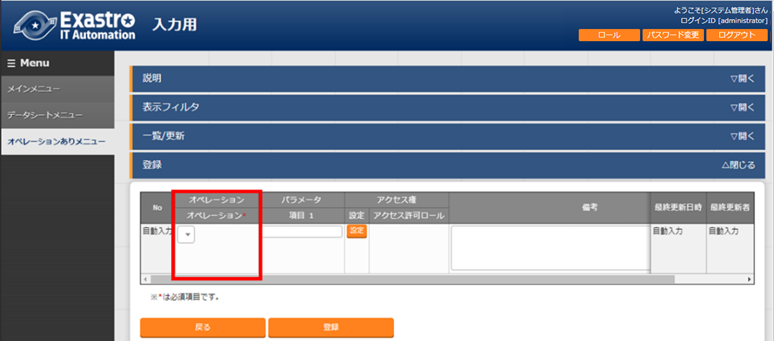 Exastro
IT Automation
入力用
ようこそ[システム管理者]さん
ログインID [administrator]
ロール
パスワード変更
ログアウト
Menu
メインメニュー
データシートメニュー
オペレーションありメニュー
説明
▽開く
表示フィルタ
▽開く
一覧/更新
▽開く
登録
△閉じる
No
オペレーション
パラメータ
アクセス権
備考
最終更新日時
最終更新者
オペレーション*
項目 1
設定
アクセス許可ロール
自動入力
設定
自動入力
自動入力
※*は必須項目です。
戻る
登録